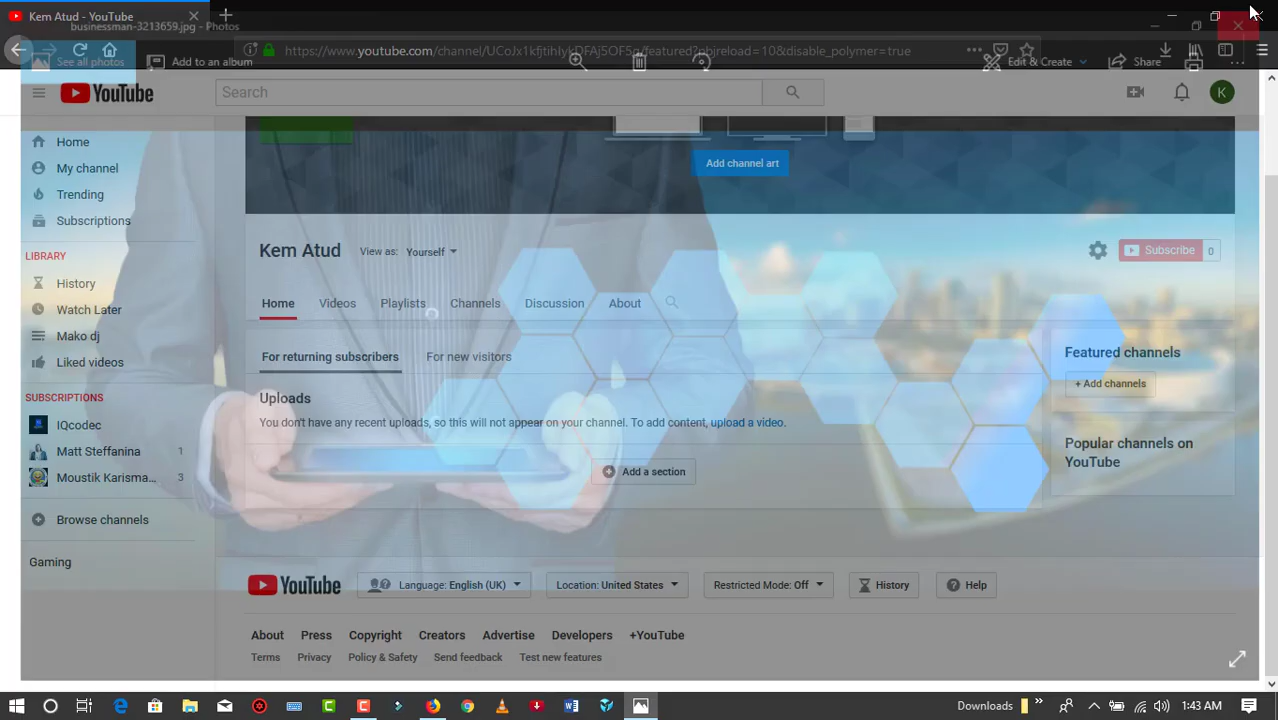 Kem Atud - YouTube
businessman-3213659.jpg - Photos
https://www.youtube.com/channel/
/featured?pbjreload=10&disable_polymer=true
See all photos
Add to an album
Edit & Create
Share
YouTube
Search
K
Home
My channel
Trending
Subscriptions
LIBRARY
History
Watch Later
Mako dj
Liked videos
SUBSCRIPTIONS
IQcodec
Matt Steffanina 1
Moustik Karisma... 3
Browse channels
Gaming
Add channel art
Kem Atud View as: Yourself
Subscribe 0
Home Videos Playlists Channels Discussion About
For returning subscribers For new visitors
Uploads
You don't have any recent uploads, so this will not appear on your channel. To add content, upload a video.
Add a section
Featured channels
+ Add channels
Popular channels on
YouTube
YouTube Language: English (UK) Location: United States Restricted Mode: Off History Help
About Press Copyright Creators Advertise Developers +YouTube
Terms Privacy Policy & Safety Send feedback Test new features
Downloads 1:43 AM